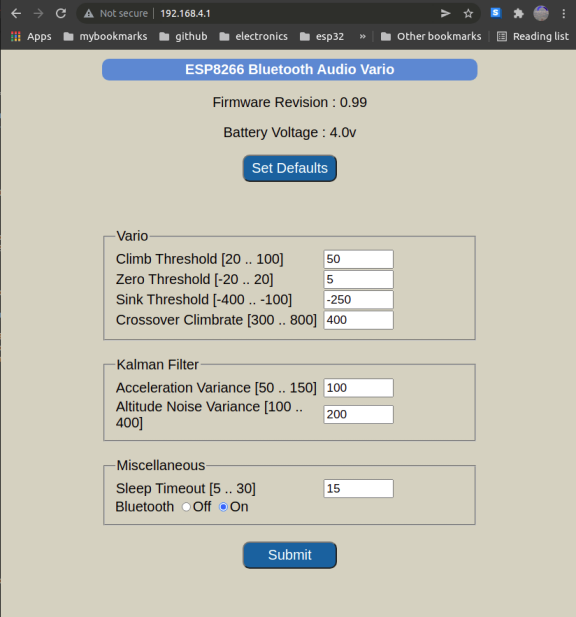 Not secure | 192.168.4.1
Apps mybookmarks github electronics esp32 » Other bookmarks Reading list
ESP8266 Bluetooth Audio Vario
Firmware Revision : 0.99
Battery Voltage : 4.0v
Set Defaults
Vario
Climb Threshold [20 .. 100] 50
Zero Threshold [-20 .. 20] 5
Sink Threshold [-400 .. -100] -250
Crossover Climbrate [300 .. 800] 400
Kalman Filter
Acceleration Variance [50 .. 150] 100
Altitude Noise Variance [100 ..
400] 200
Miscellaneous
Sleep Timeout [5 .. 30] 15
Bluetooth Off On
Submit